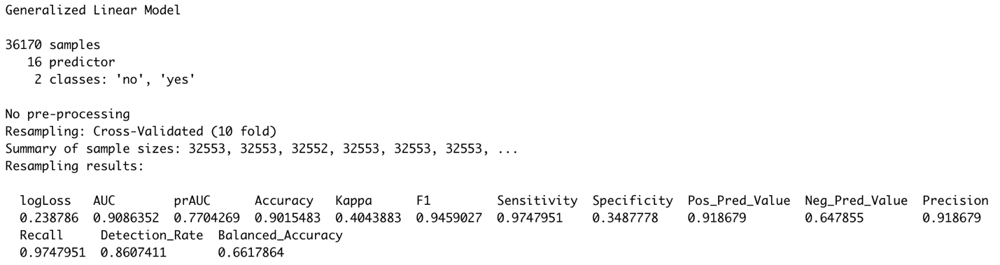 Generalized Linear Model
36170 samples
16 predictor
2 classes: 'no', 'yes'
No pre-processing
Resampling: Cross-Validated (10 fold)
Summary of sample sizes: 32553, 32553, 32552, 32553, 32553, 32553, ...
Resampling results:
logLoss AUC prAUC Accuracy Kappa F1 Sensitivity Specificity Pos_Pred_Value Neg_Pred_Value Precision
0.238786 0.9086352 0.7704269 0.9015483 0.4043883 0.9459027 0.9747951 0.3487778 0.918679 0.647855 0.918679
Recall Detection_Rate Balanced_Accuracy
0.9747951 0.8607411 0.6617864